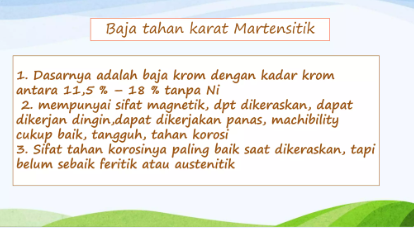 Baja tahan karat Martensitik
1. Dasarnya adalah baja krom dengan kadar krom
antara 11,5 % – 18 % tanpa Ni
2. mempunyai sifat magnetik, dpt dikeraskan, dapat
dikerjan dingin,dapat dikerjakan panas, machibility
cukup baik, tangguh, tahan korosi
3. Sifat tahan korosinya paling baik saat dikeraskan, tapi
belum sebaik feritik atau austenitik